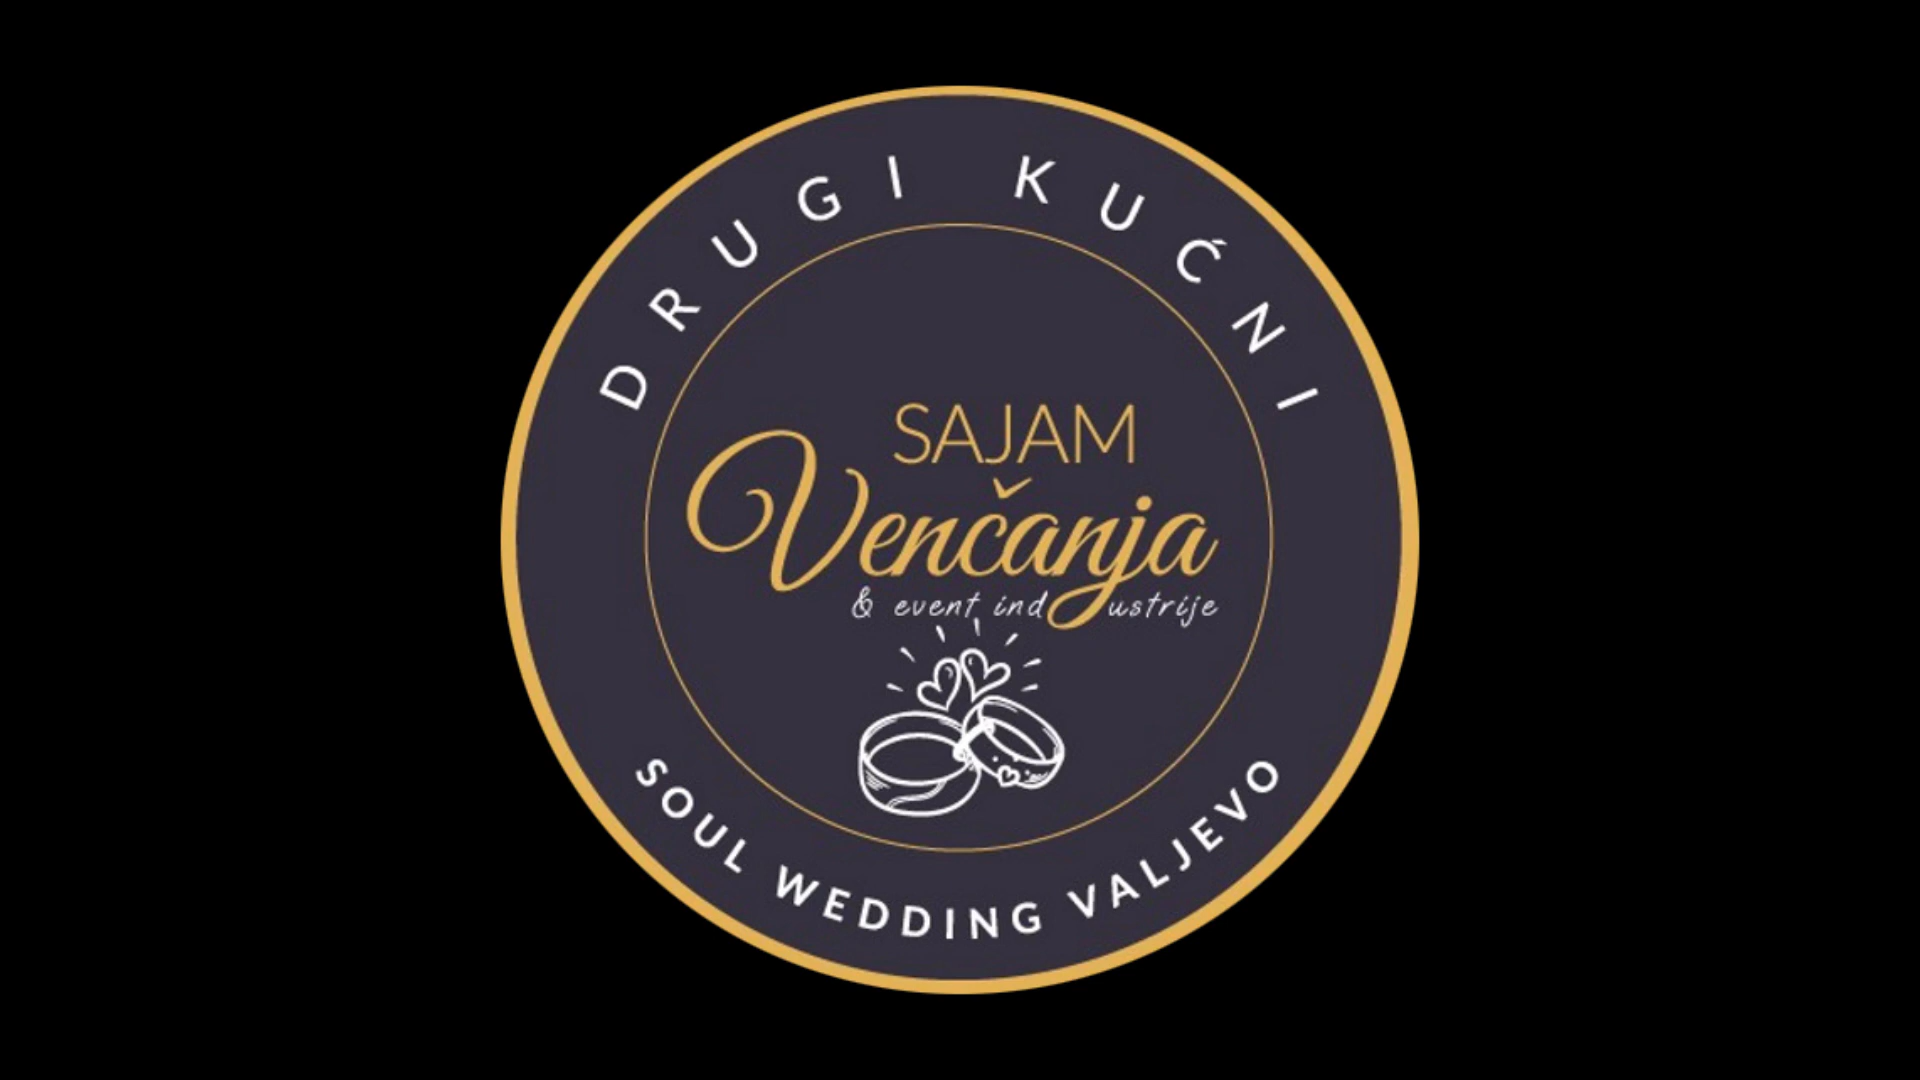 DRUGI KUĆNI
SAJAM
Venčanja
& event industrije
SOUL WEDDING VALJEVO